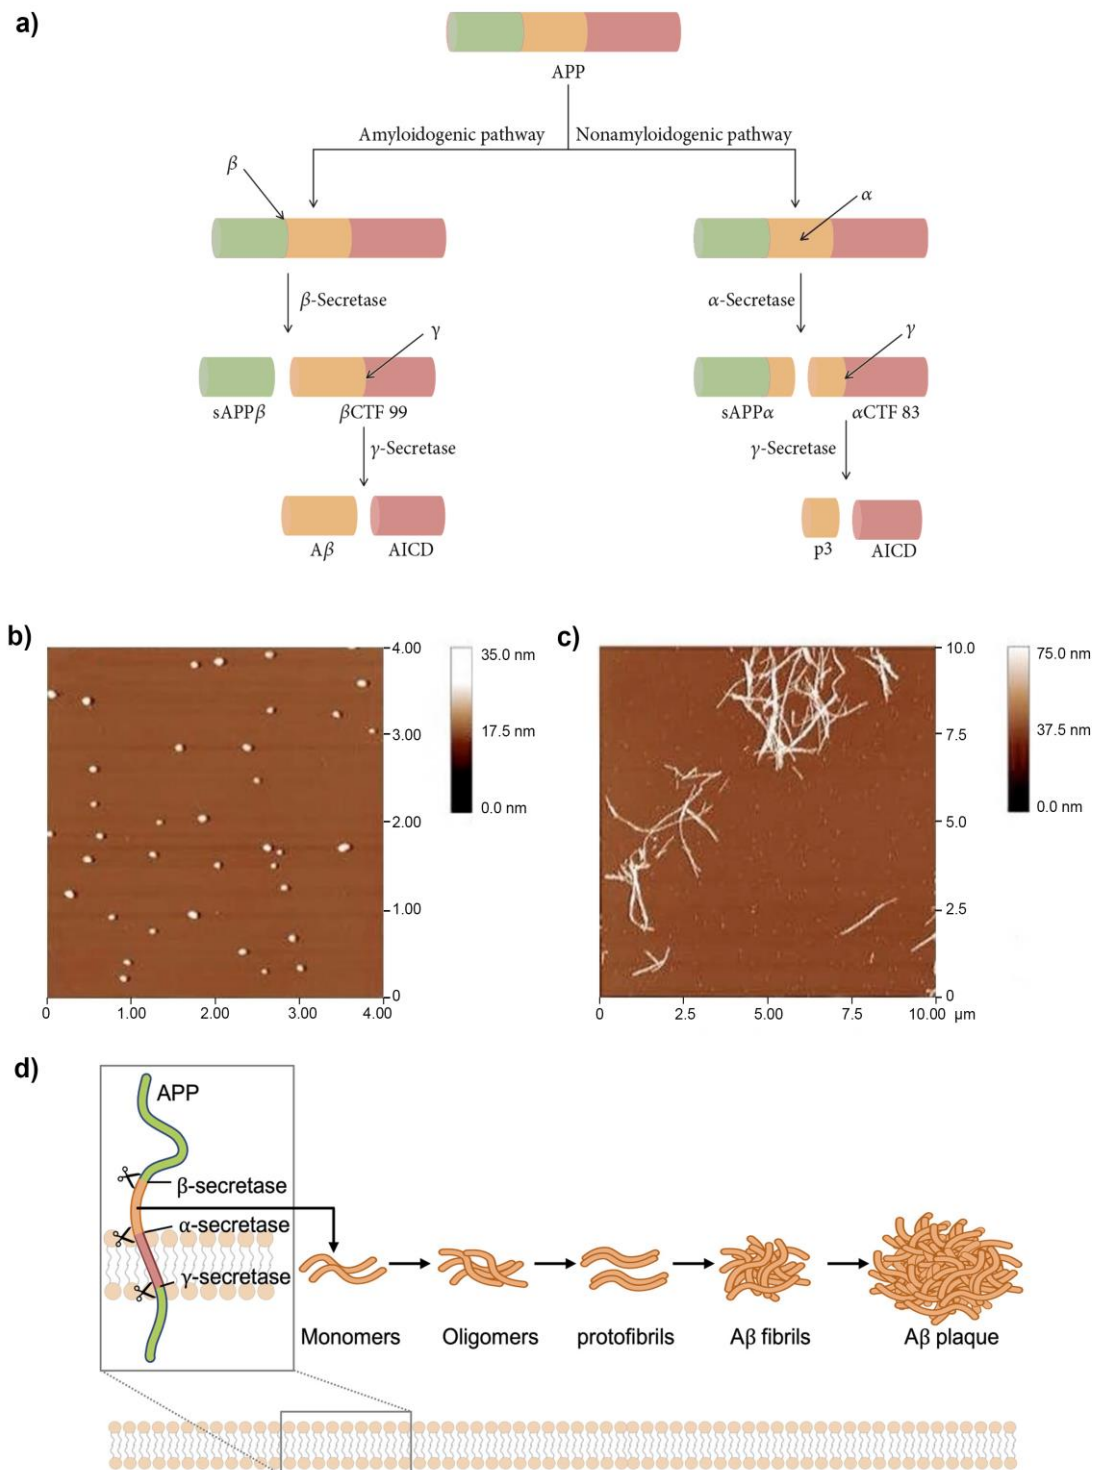 a)
APP
Amyloidogenic pathway
Nonamyloidogenic pathway
β
α
β-Secretase
α-Secretase
γ
γ
sAPPβ
βCTF 99
sAPPα
αCTF 83
γ-Secretase
γ-Secretase
Aβ
AICD
p3
AICD
b)
4.00
3.00
2.00
1.00
0
0
1.00
2.00
3.00
4.00
35.0 nm
17.5 nm
0.0 nm
c)
10.0
7.5
5.0
2.5
0
0
2.5
5.00
7.5
10.00
µm
75.0 nm
37.5 nm
0.0 nm
d)
APP
β-secretase
α-secretase
γ-secretase
Monomers
Oligomers
protofibrils
Aβ fibrils
Aβ plaque